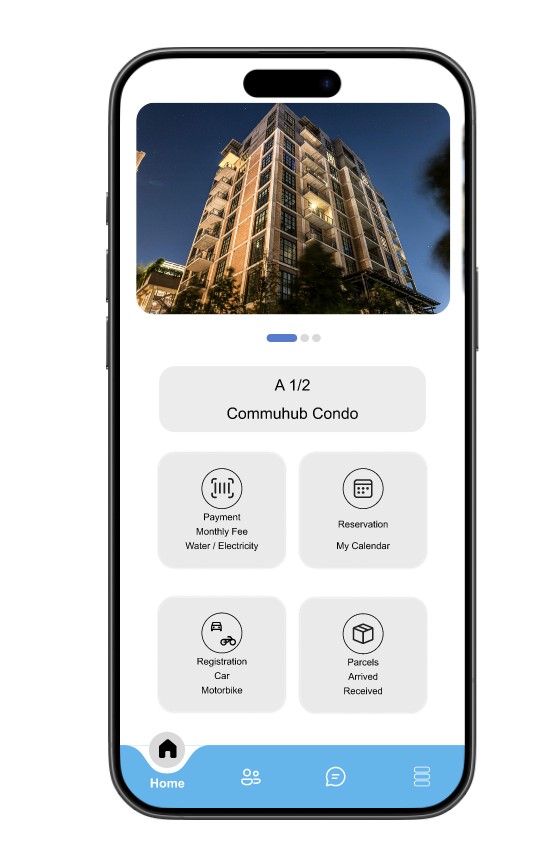 A 1/2
Commuhub Condo
Payment
Monthly Fee
Water / Electricity
Reservation
My Calendar
Registration
Car
Motorbike
Parcels
Arrived
Received
Home